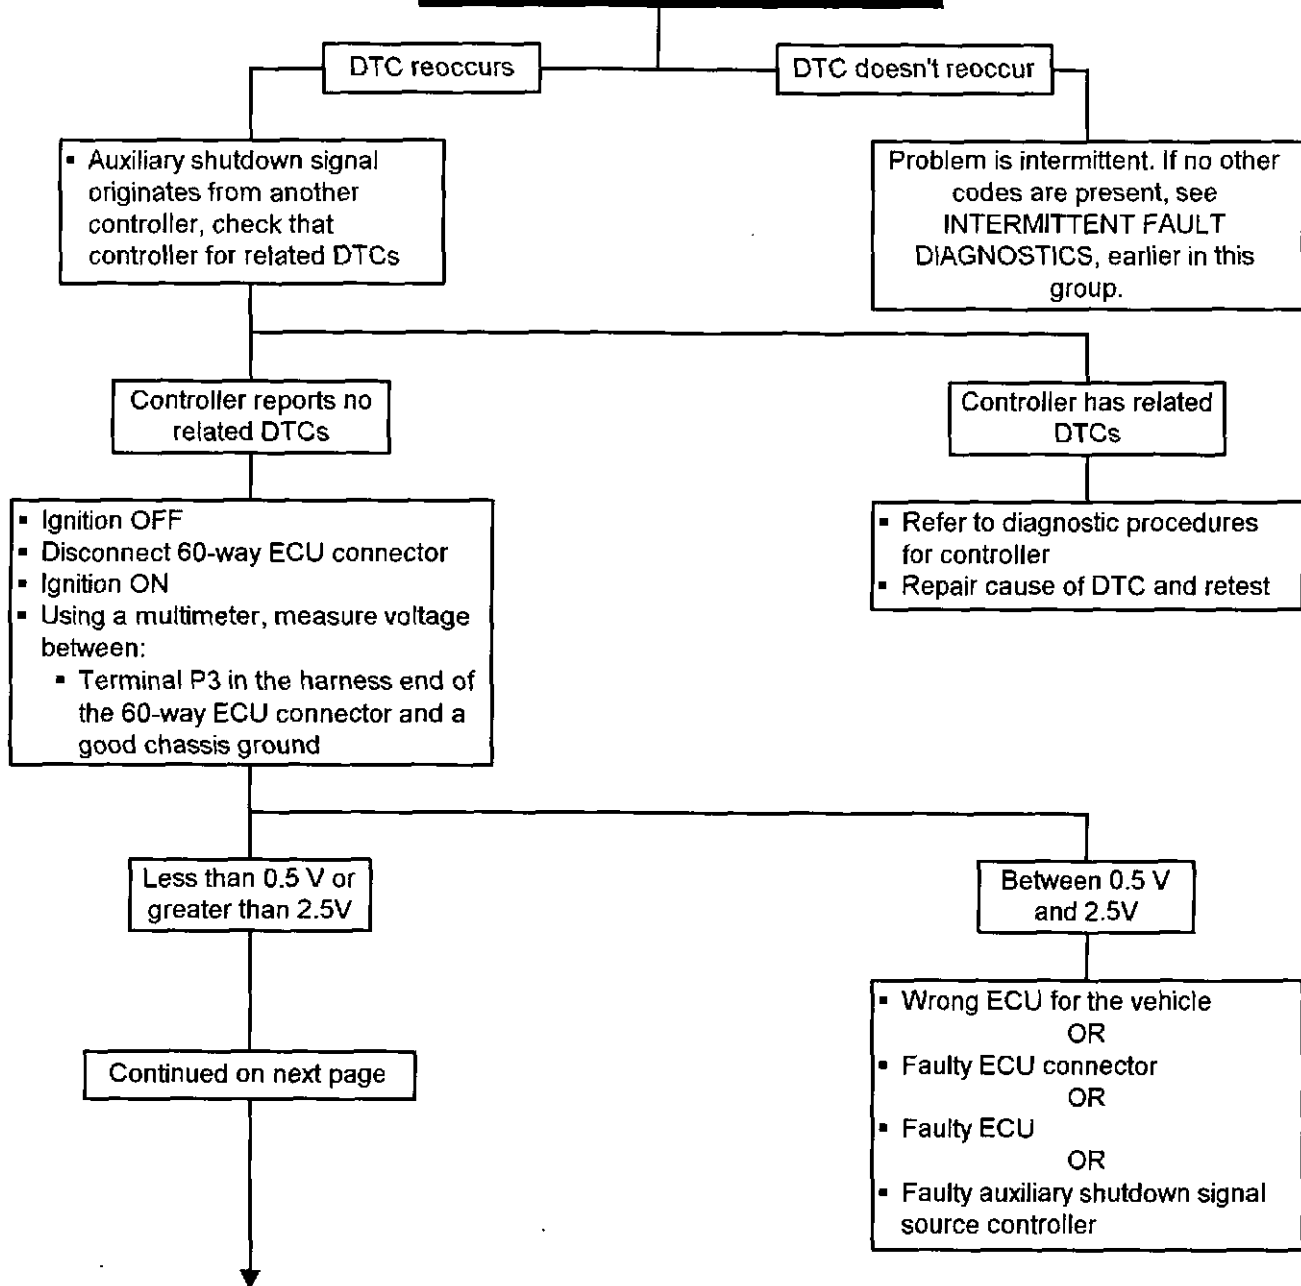 DTC reoccurs
DTC doesn't reoccur
▪ Auxiliary shutdown signal
originates from another
controller, check that
controller for related DTCs
Problem is intermittent. If no other
codes are present, see
INTERMITTENT FAULT
DIAGNOSTICS, earlier in this
group.
Controller reports no
related DTCs
Controller has related
DTCs
▪ Ignition OFF
▪ Disconnect 60-way ECU connector
▪ Ignition ON
▪ Using a multimeter, measure voltage
between:
▪ Terminal P3 in the harness end of
the 60-way ECU connector and a
good chassis ground
▪ Refer to diagnostic procedures
for controller
▪ Repair cause of DTC and retest
Less than 0.5 V or
greater than 2.5V
Between 0.5 V
and 2.5V
Continued on next page
▪ Wrong ECU for the vehicle
OR
▪ Faulty ECU connector
OR
▪ Faulty ECU
OR
▪ Faulty auxiliary shutdown signal
source controller